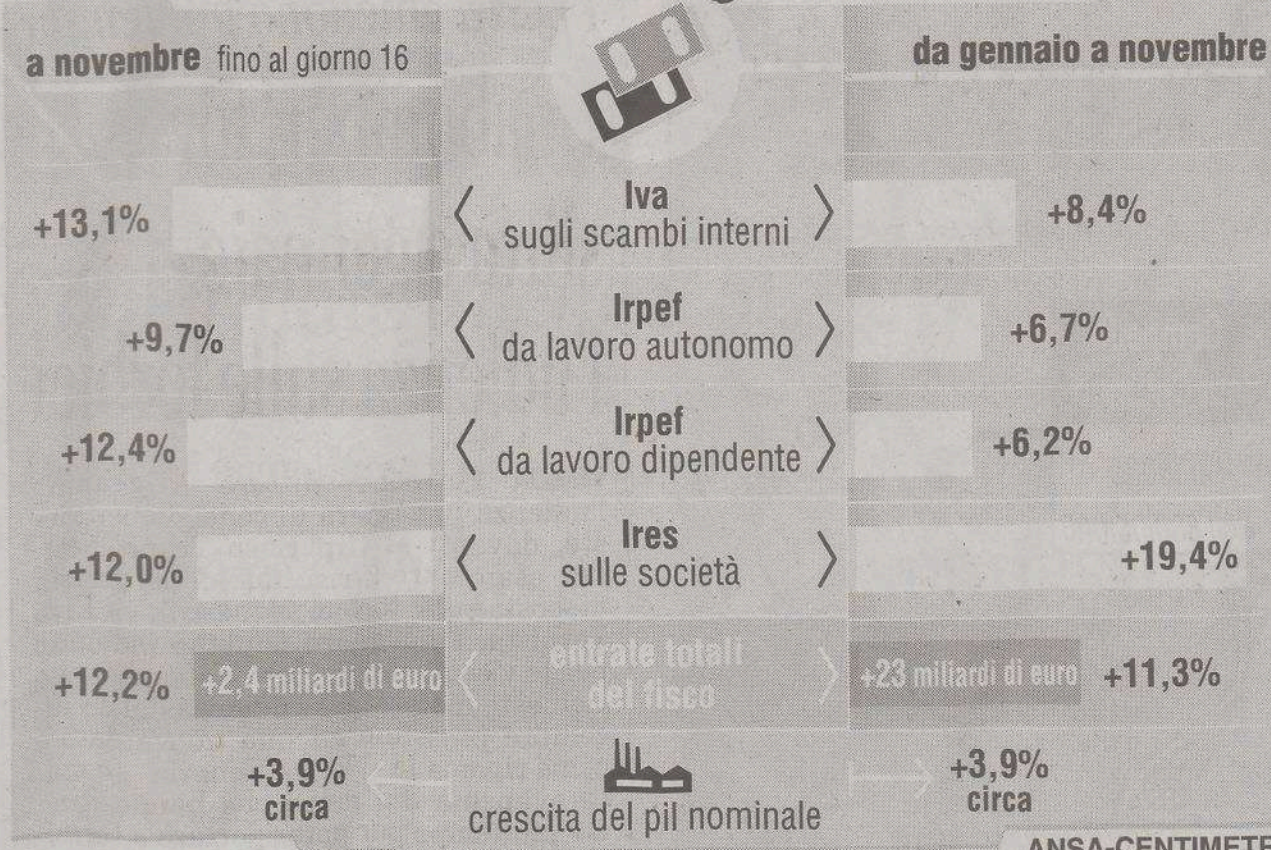 a novembre fino al giorno 16
da gennaio a novembre
+13,1%
Iva
sugli scambi interni
+8,4%
+9,7%
Irpef
da lavoro autonomo
+6,7%
+12,4%
Irpef
da lavoro dipendente
+6,2%
+12,0%
Ires
sulle società
+19,4%
+12,2%
+2,4 miliardi di euro
entrate totali
del fisco
+23 miliardi di euro
+11,3%
+3,9%
circa
crescita del pil nominale
+3,9%
circa
ANSA-CENTIMETR